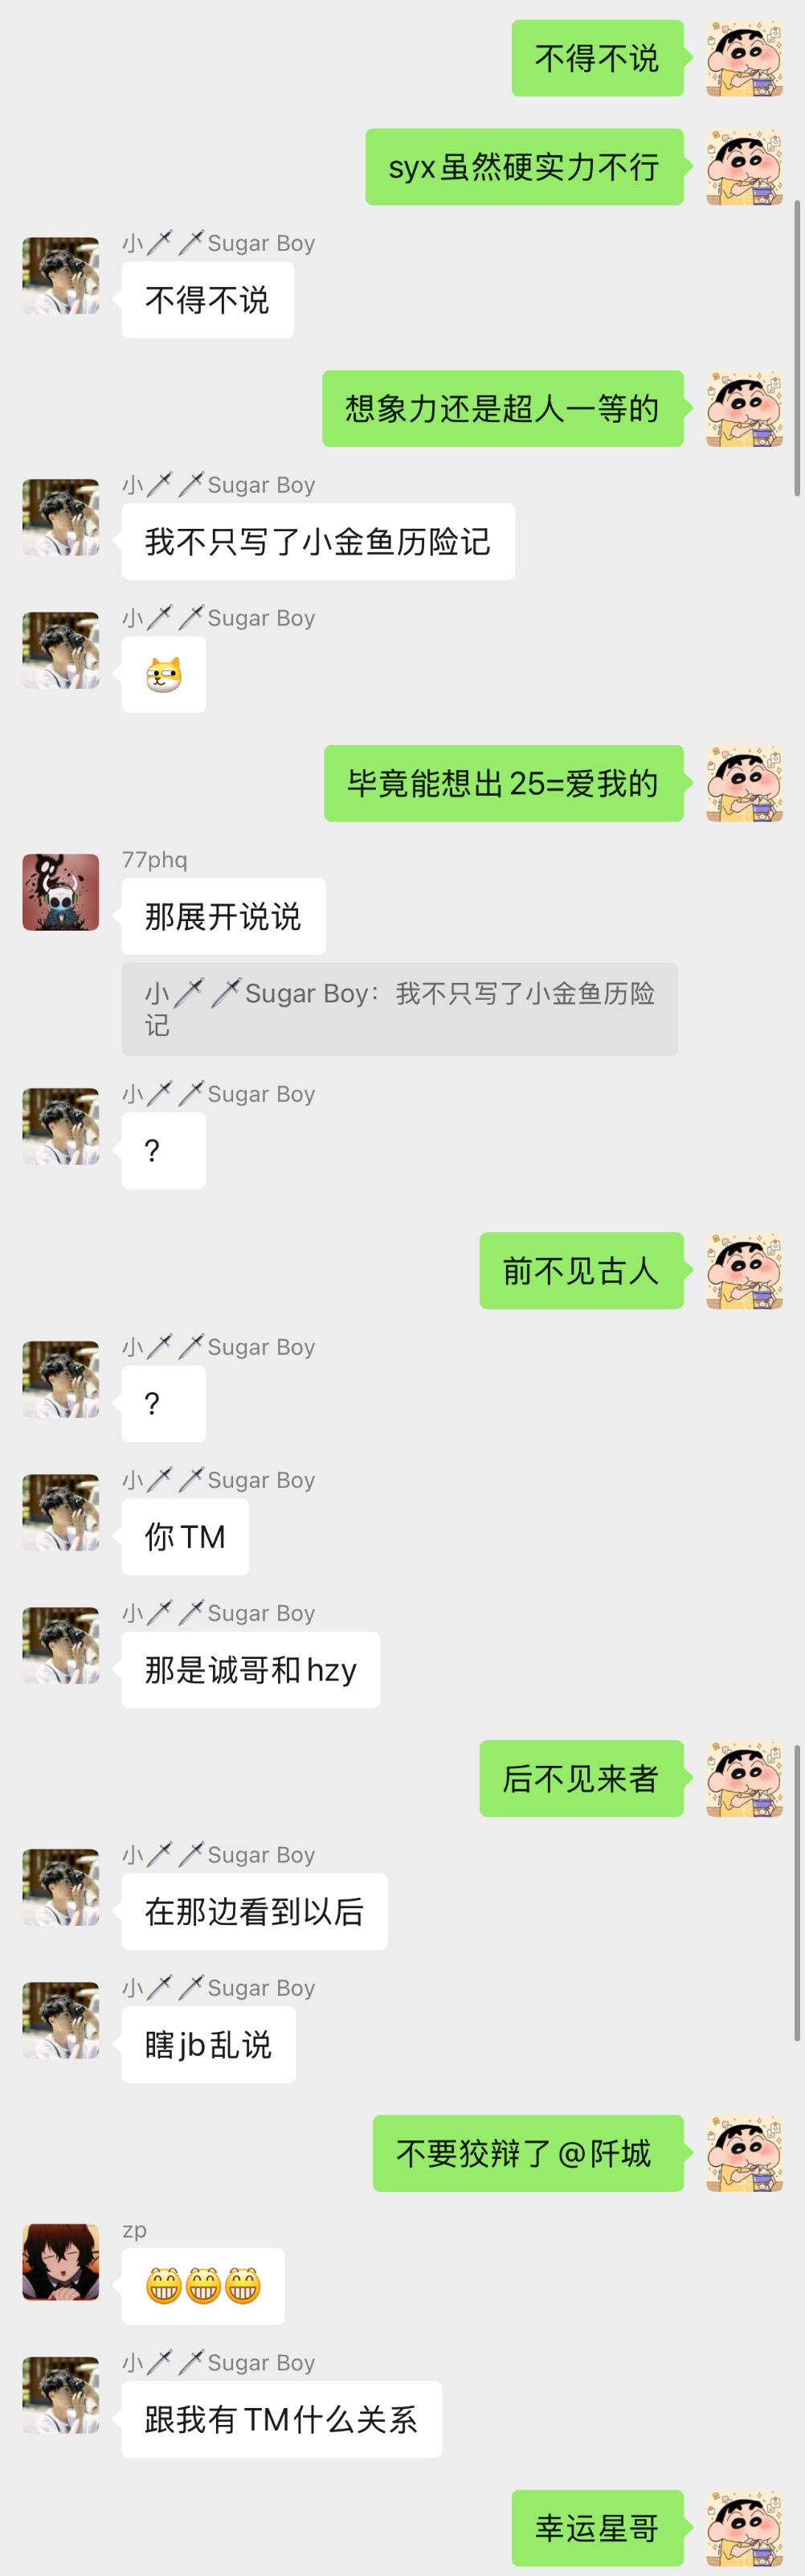 不得不说
syx虽然硬实力不行
小🗡️🗡️Sugar Boy
不得不说
想象力还是超人一等的
小🗡️🗡️Sugar Boy
我不只写了小金鱼历险记
小🗡️🗡️Sugar Boy
毕竟能想出25=爱我的
77phq
那展开说说
小🗡️🗡️Sugar Boy：我不只写了小金鱼历险
记
小🗡️🗡️Sugar Boy
?
前不见古人
小🗡️🗡️Sugar Boy
?
小🗡️🗡️Sugar Boy
你TM
小🗡️🗡️Sugar Boy
那是诚哥和hzy
后不见来者
小🗡️🗡️Sugar Boy
在那边看到以后
小🗡️🗡️Sugar Boy
瞎jb乱说
不要狡辩了@阡城
zp
小🗡️🗡️Sugar Boy
跟我有TM什么关系
幸运星哥